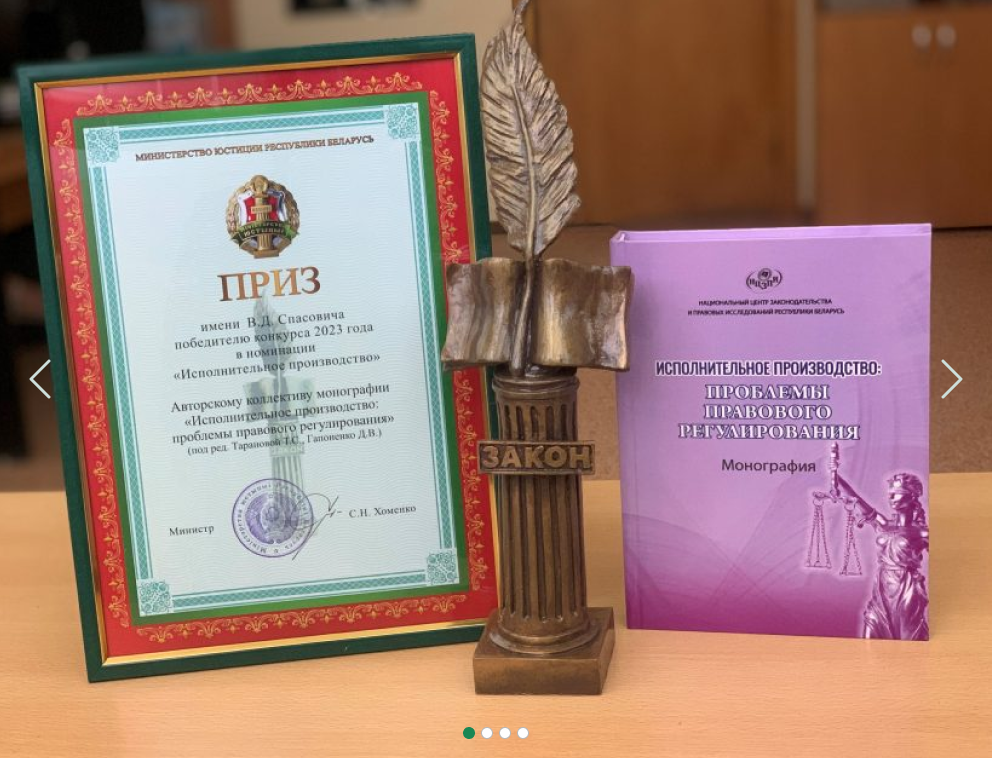 МИНИСТЕРСТВО ЮСТИЦИИ РЕСПУБЛИКИ БЕЛАРУСЬ
ЮСТЫЦЫІ
ПРИЗ
имени В.Д. Спасовича
победителю конкурса 2023 года
в номинации
«Исполнительное производство»
Авторскому коллективу монографии
«Исполнительное производство:
проблемы правового регулирования»
(под ред. Тарановой Т.С., Гапоненко Д.В.)
Министр
С.Н. Хоменко
ЗАКОН
НЦЗПИ
НАЦИОНАЛЬНЫЙ ЦЕНТР ЗАКОНОДАТЕЛЬСТВА
И ПРАВОВЫХ ИССЛЕДОВАНИЙ РЕСПУБЛИКИ БЕЛАРУСЬ
ИСПОЛНИТЕЛЬНОЕ ПРОИЗВОДСТВО:
ПРОБЛЕМЫ
ПРАВОВОГО
РЕГУЛИРОВАНИЯ
Монография